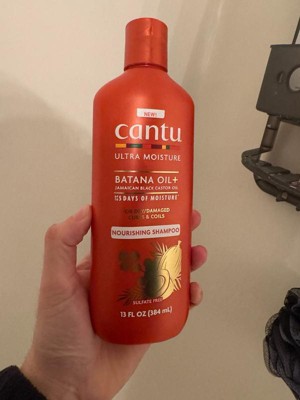 NEW!
cantu
ULTRA MOISTURE
BATANA OIL+
JAMAICAN BLACK CASTOR OIL
DAYS OF MOISTURE
/DAMAGED
& COILS
NOURISHING SHAMPOO
SULFATE FREE
13 FL OZ (384 mL)